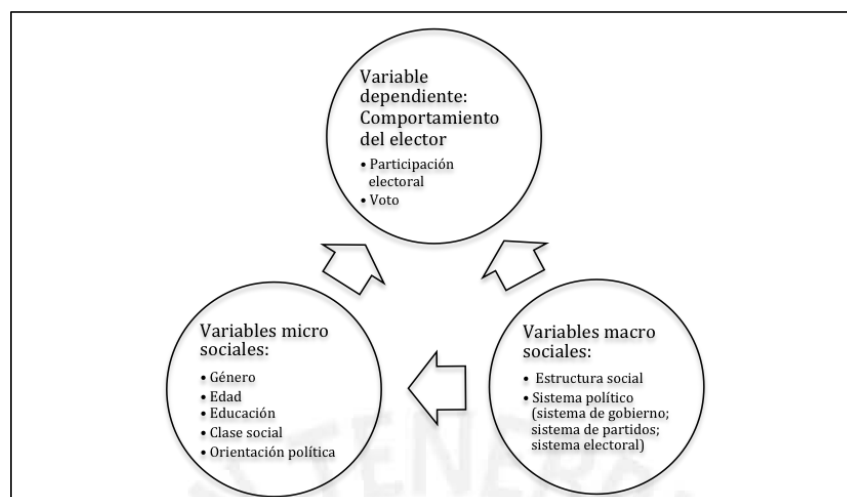 Variable
dependiente:
Comportamiento
del elector
• Participación
electoral
• Voto
Variables micro
sociales:
• Género
• Edad
• Educación
• Clase social
• Orientación política
Variables macro
sociales:
• Estructura social
• Sistema político
(sistema de gobierno;
sistema de partidos;
sistema electoral)